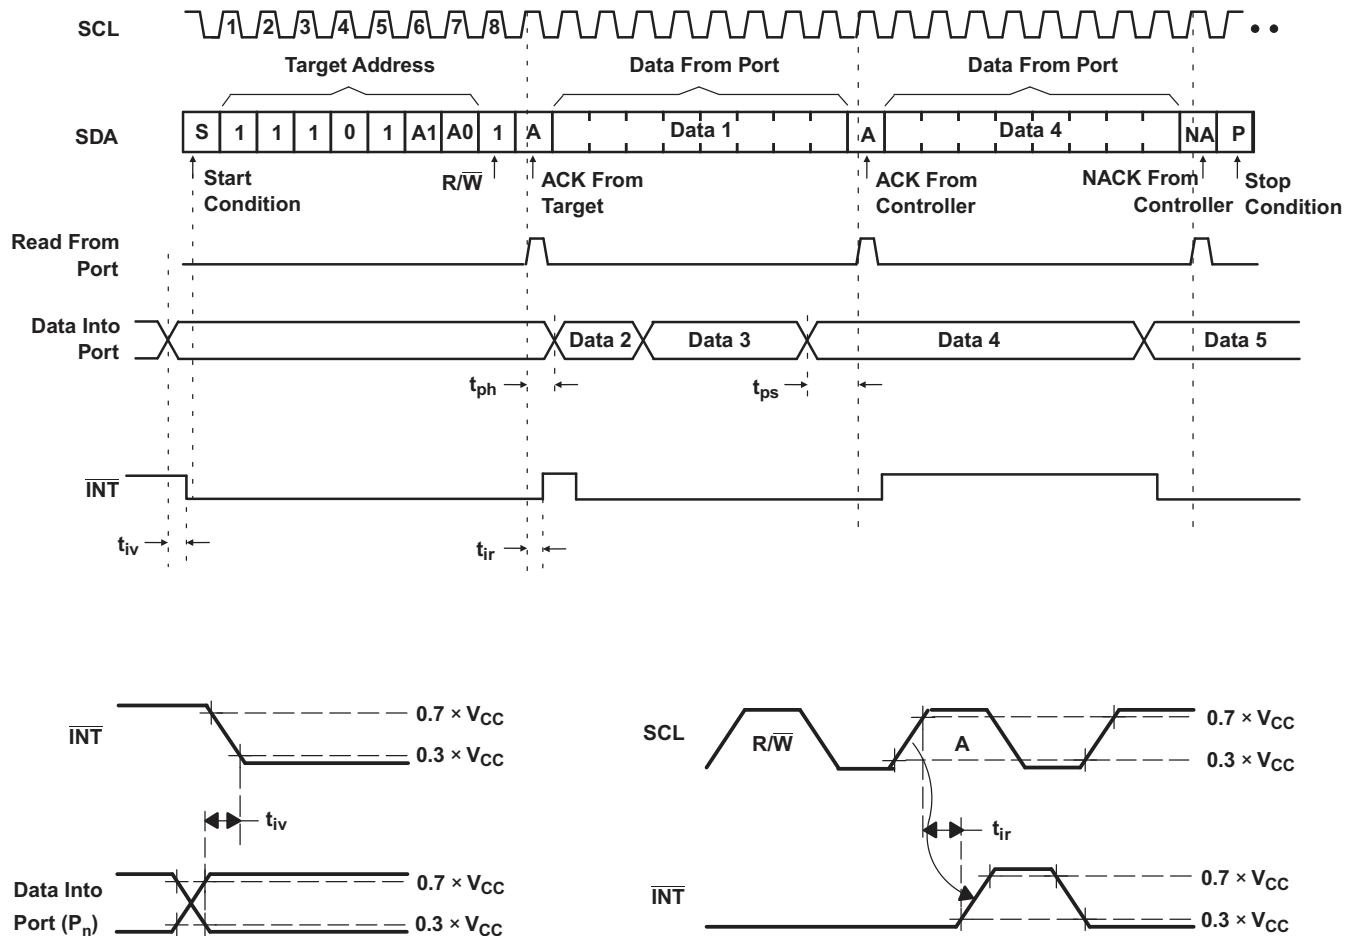 SCL 1 2 3 4 5 6 7 8
Target Address Data From Port Data From Port
SDA S 1 1 1 0 1 A1 A0 1 A Data 1 A Data 4 NA P
Start Condition
R/W̅
ACK From Target
ACK From Controller
NACK From Controller
Stop Condition
Read From Port
Data Into Port Data 2 Data 3 Data 4 Data 5
tph tps
I̅N̅T̅
tiv tir
I̅N̅T̅
0.7 × VCC
0.3 × VCC
tiv
Data Into Port (Pn)
0.7 × VCC
0.3 × VCC
SCL R/W̅ A
0.7 × VCC
0.3 × VCC
tir
I̅N̅T̅
0.7 × VCC
0.3 × VCC